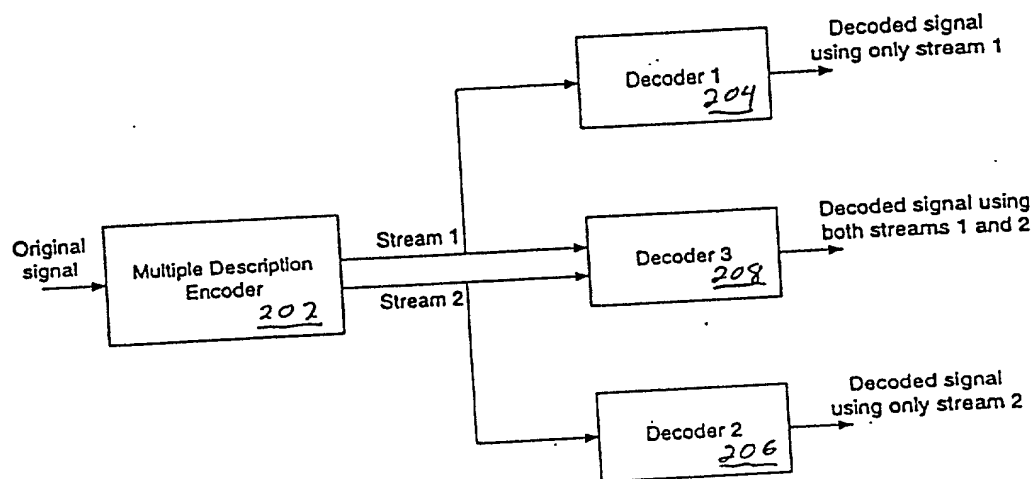 Decoded signal
using only stream 1
Decoder 1
204
Original
signal
Multiple Description
Encoder
202
Stream 1
Stream 2
Decoder 3
208
Decoded signal using
both streams 1 and 2
Decoder 2
206
Decoded signal
using only stream 2